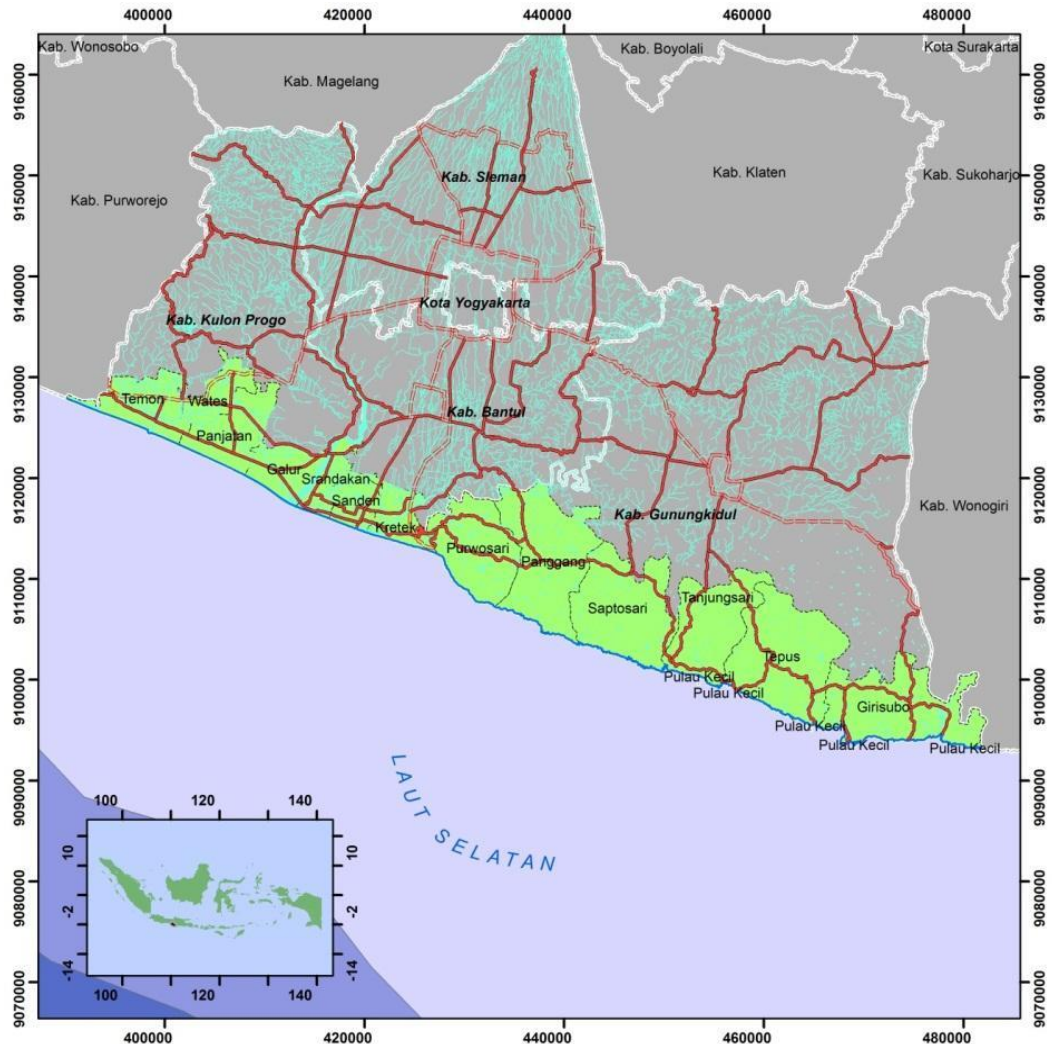 400000 420000 440000 460000 480000
Kab. Wonosobo
Kab. Boyolali
Kota Surakarta
Kab. Magelang
9160000 9160000
Kab. Sleman
Kab. Klaten
Kab. Sukoharjo
9150000 9150000
Kab. Purworejo
9140000 9140000
Kota Yogyakarta
Kab. Kulon Progo
9130000 9130000
Temon
Wates
Kab. Bantul
Panjatan
Galur
Srandakan
9120000 9120000
Sanden
Kab. Gunungkidul
Kab. Wonogiri
Kretek
Purwosari
Panggang
9110000 9110000
Saptosari
Tanjungsari
Tepus
9100000 9100000
Pulau Kecil
Pulau Kecil
Girisubo
Pulau Kecil
Pulau Kecil
Pulau Kecil
LAUT SELATAN
9090000 9090000
100 120 140
10 10
9080000 9080000
-2 -2
-14 -14
100 120 140
9070000 9070000
400000 420000 440000 460000 480000